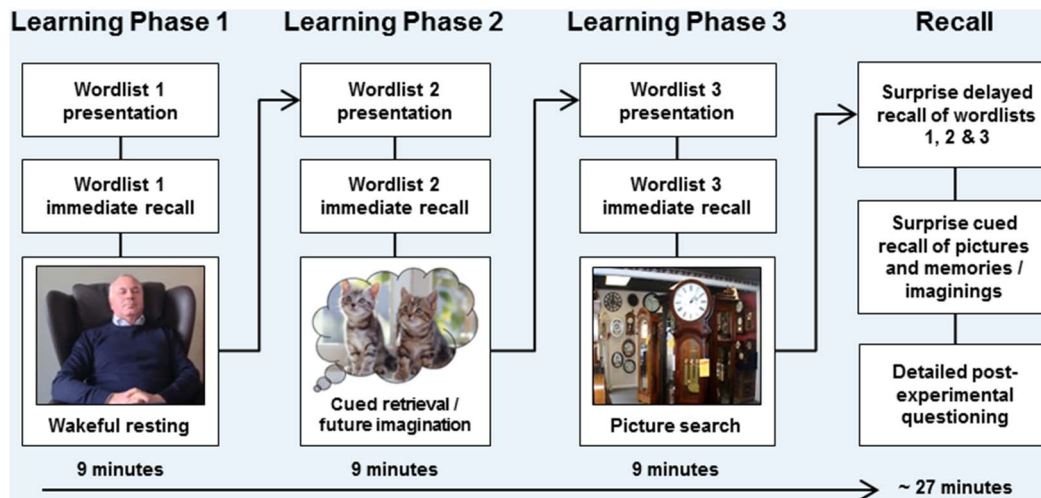 Learning Phase 1
Learning Phase 2
Learning Phase 3
Recall
Wordlist 1
presentation
Wordlist 1
immediate recall
Wakeful resting
Wordlist 2
presentation
Wordlist 2
immediate recall
Cued retrieval /
future imagination
Wordlist 3
presentation
Wordlist 3
immediate recall
Picture search
Surprise delayed
recall of wordlists
1, 2 & 3
Surprise cued
recall of pictures
and memories /
imaginings
Detailed post-
experimental
questioning
9 minutes
9 minutes
9 minutes
~ 27 minutes